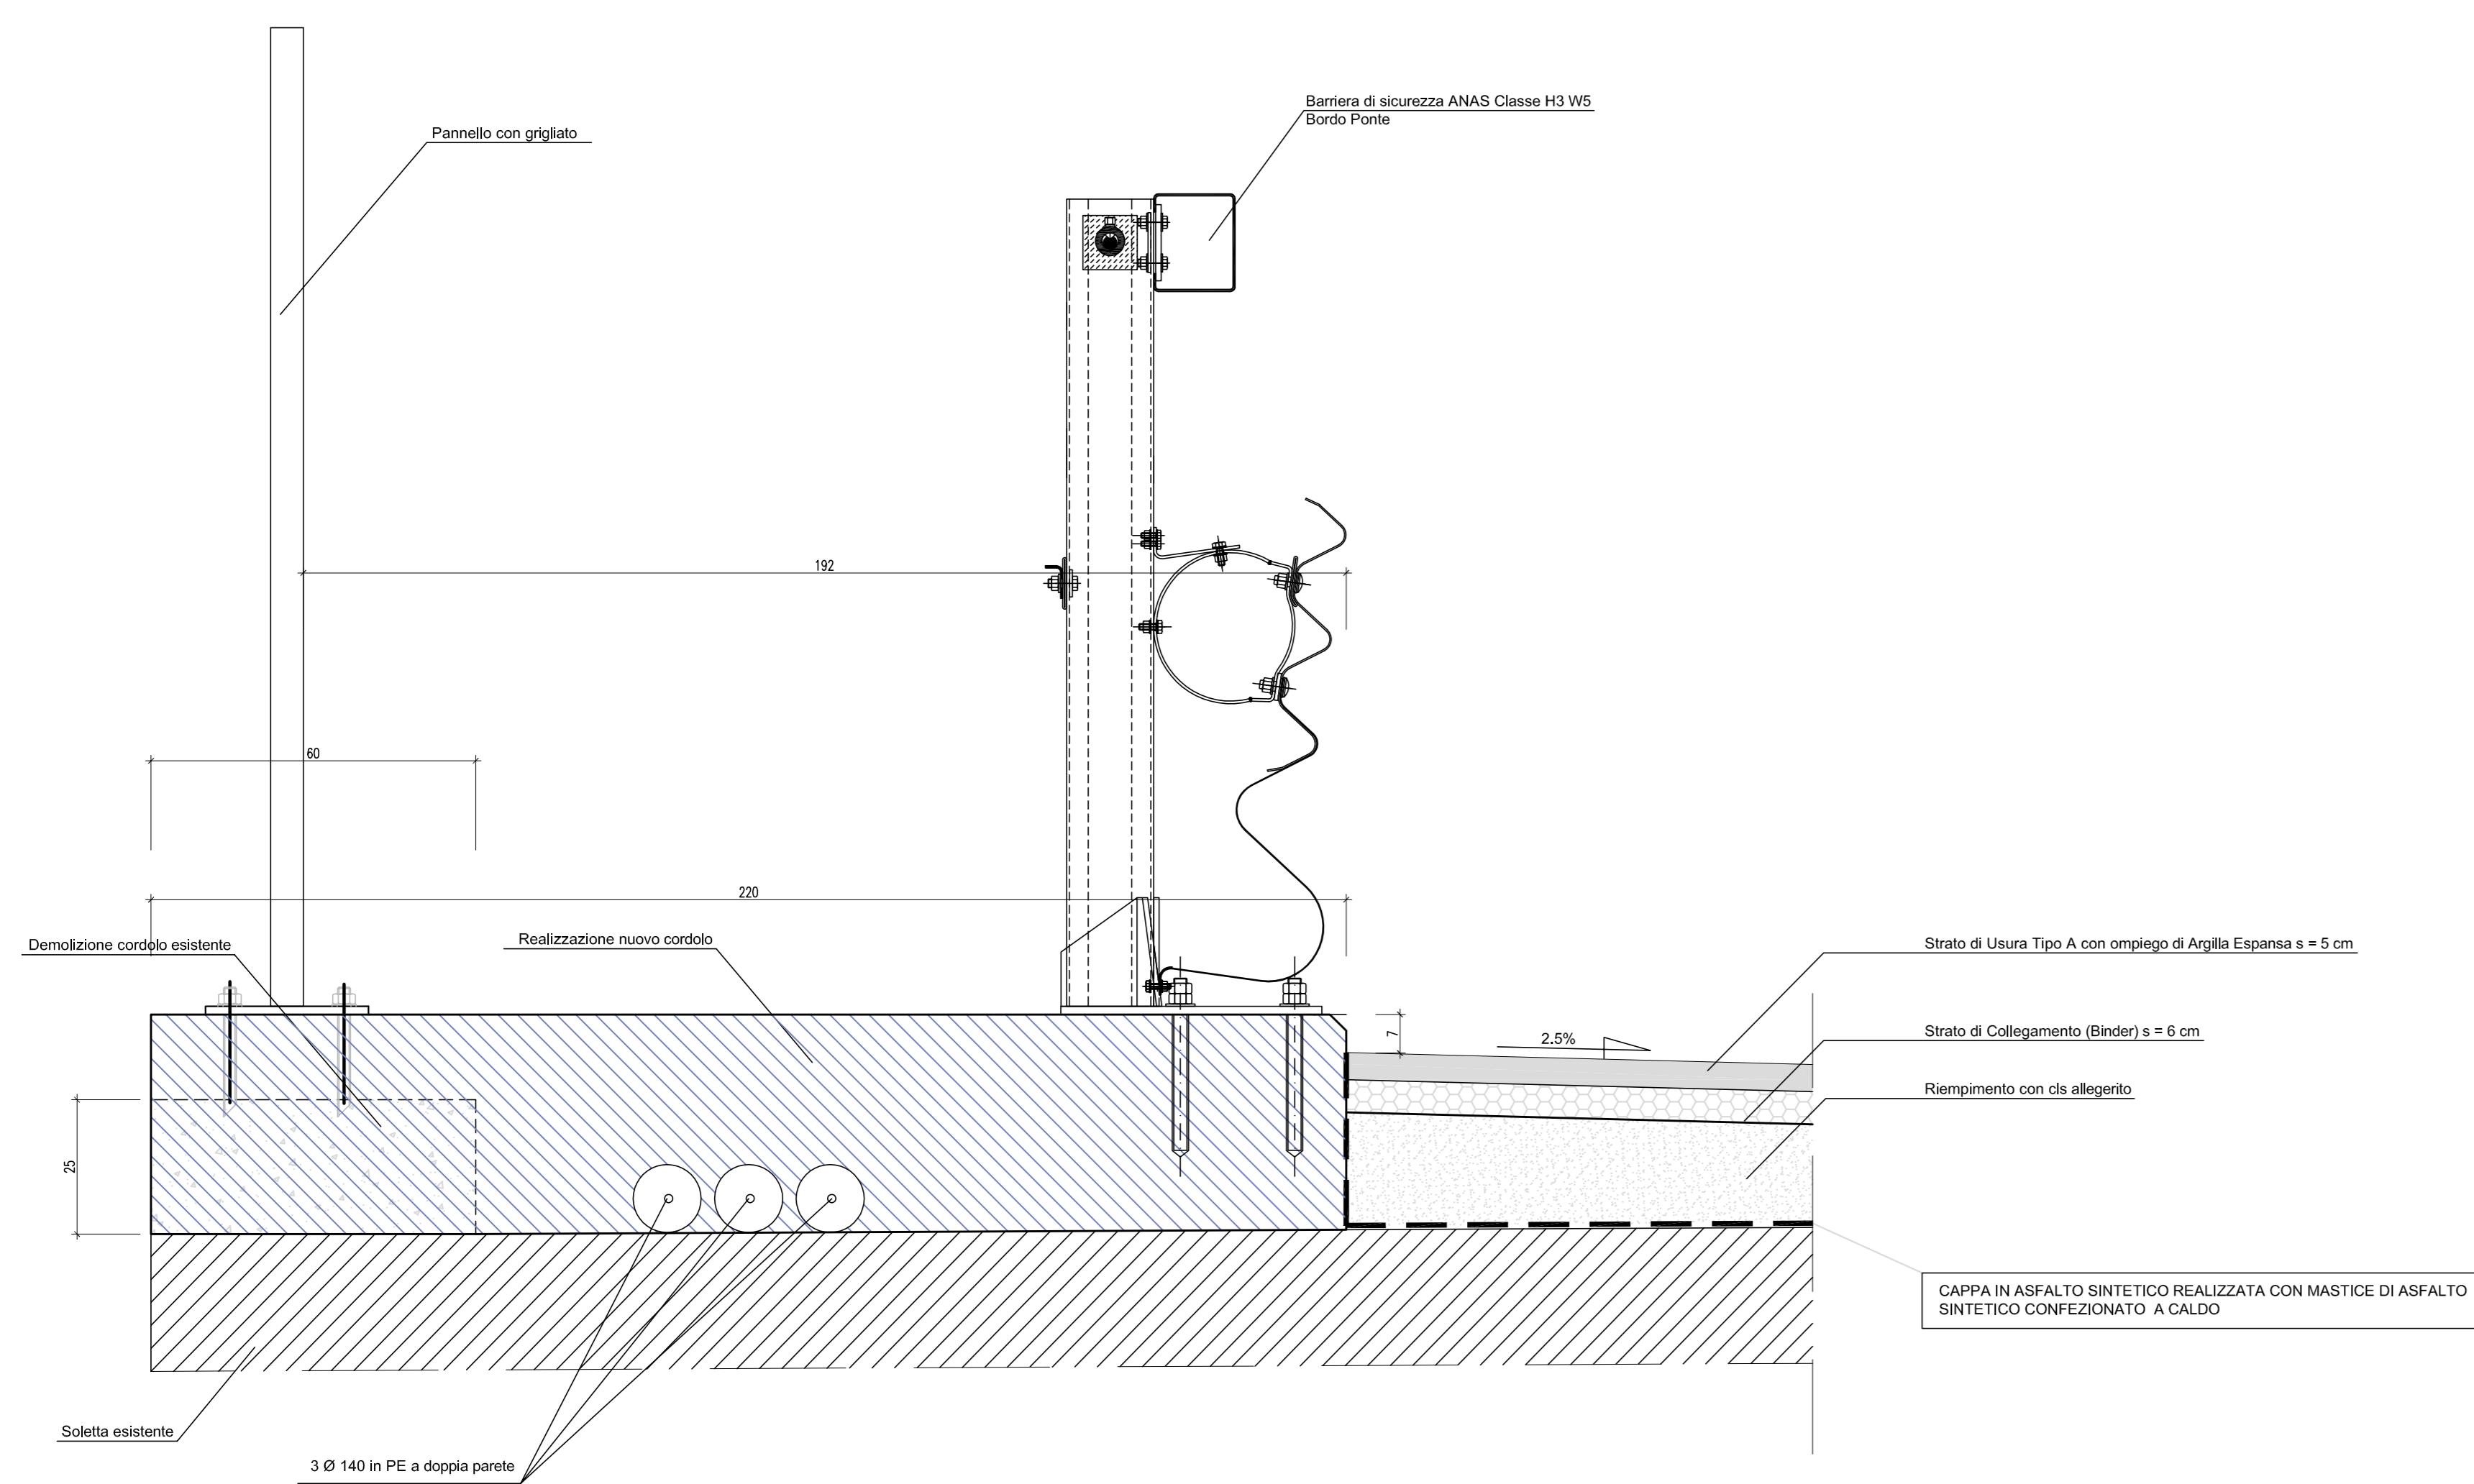 Barriera di sicurezza ANAS Classe H3 W5
Bordo Ponte
Pannello con grigliato
192
60
220
Demolizione cordolo esistente
Realizzazione nuovo cordolo
Strato di Usura Tipo A con ompiego di Argilla Espansa s = 5 cm
7
2.5%
Strato di Collegamento (Binder) s = 6 cm
Riempimento con cls allegerito
25
CAPPA IN ASFALTO SINTETICO REALIZZATA CON MASTICE DI ASFALTO
SINTETICO CONFEZIONATO A CALDO
Soletta esistente
3 Ø 140 in PE a doppia parete